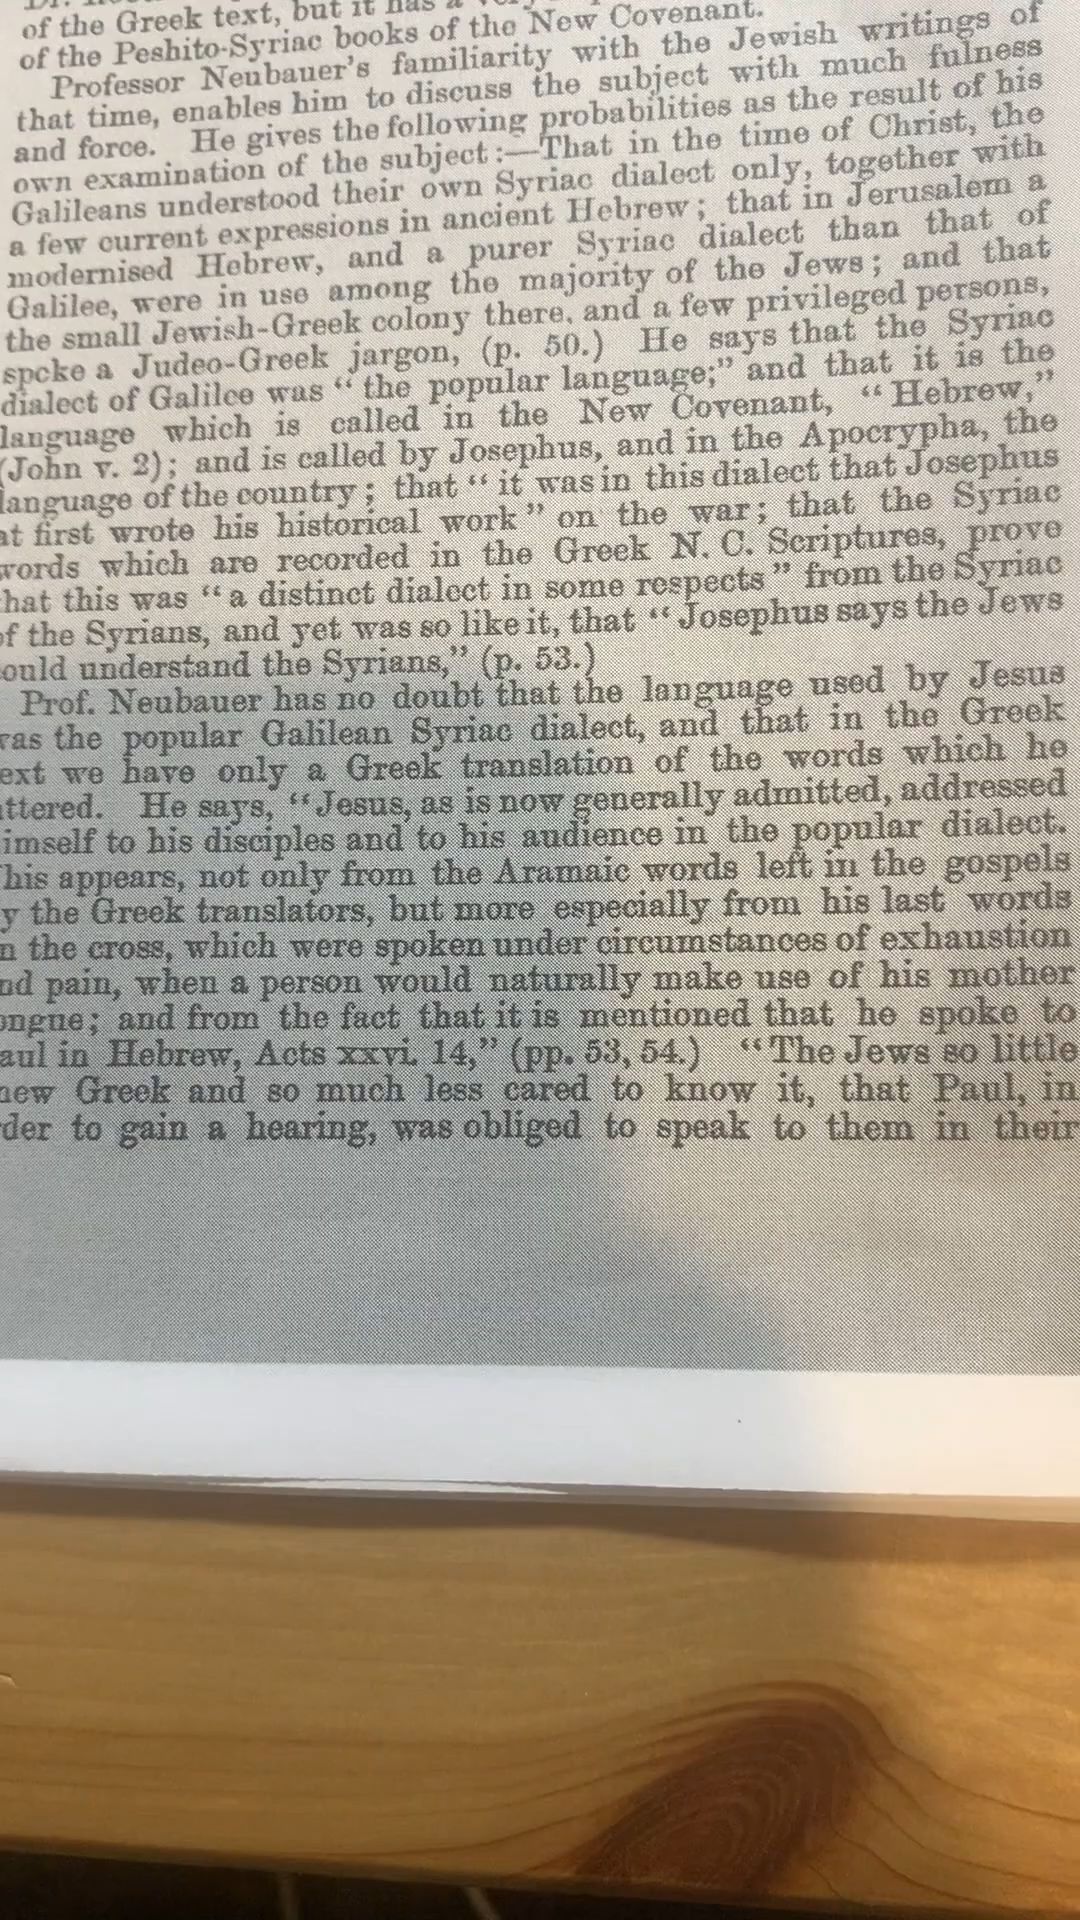 of the Greek text, but it has a
of the Peshito-Syriac books of the New Covenant.
Professor Neubauer's familiarity with the Jewish writings of
that time, enables him to discuss the subject with much fulness
and force. He gives the following probabilities as the result of his
own examination of the subject:—That in the time of Christ, the
Galileans understood their own Syriac dialect only, together with
a few current expressions in ancient Hebrew; that in Jerusalem a
modernised Hebrew, and a purer Syriac dialect than that of
Galilee, were in use among the majority of the Jews; and that
the small Jewish-Greek colony there, and a few privileged persons,
spoke a Judeo-Greek jargon, (p. 50.) He says that the Syriac
dialect of Galilee was “the popular language;” and that it is the
language which is called in the New Covenant, “Hebrew,”
(John v. 2); and is called by Josephus, and in the Apocrypha, the
language of the country; that “it was in this dialect that Josephus
at first wrote his historical work” on the war; that the Syriac
words which are recorded in the Greek N. C. Scriptures, prove
hat this was “a distinct dialect in some respects” from the Syriac
of the Syrians, and yet was so like it, that “Josephus says the Jews
ould understand the Syrians,” (p. 53.)
Prof. Neubauer has no doubt that the language used by Jesus
as the popular Galilean Syriac dialect, and that in the Greek
ext we have only a Greek translation of the words which he
ttered. He says, “Jesus, as is now generally admitted, addressed
imself to his disciples and to his audience in the popular dialect.
his appears, not only from the Aramaic words left in the gospels
y the Greek translators, but more especially from his last words
n the cross, which were spoken under circumstances of exhaustion
nd pain, when a person would naturally make use of his mother
ongue; and from the fact that it is mentioned that he spoke to
aul in Hebrew, Acts xxvi. 14,” (pp. 53, 54.) “The Jews so little
new Greek and so much less cared to know it, that Paul, in
der to gain a hearing, was obliged to speak to them in their